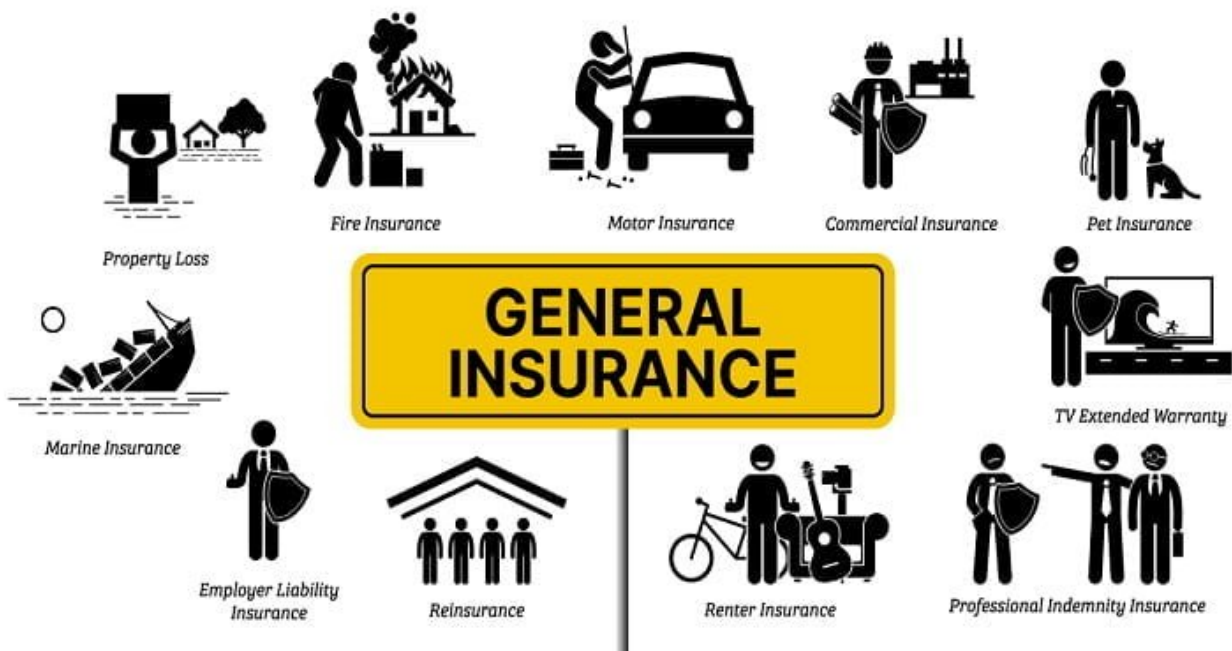 Fire Insurance
Motor Insurance
Commercial Insurance
Pet Insurance
Property Loss
GENERAL
INSURANCE
TV Extended Warranty
Marine Insurance
Employer Liability
Insurance
Reinsurance
Renter Insurance
Professional Indemnity Insurance